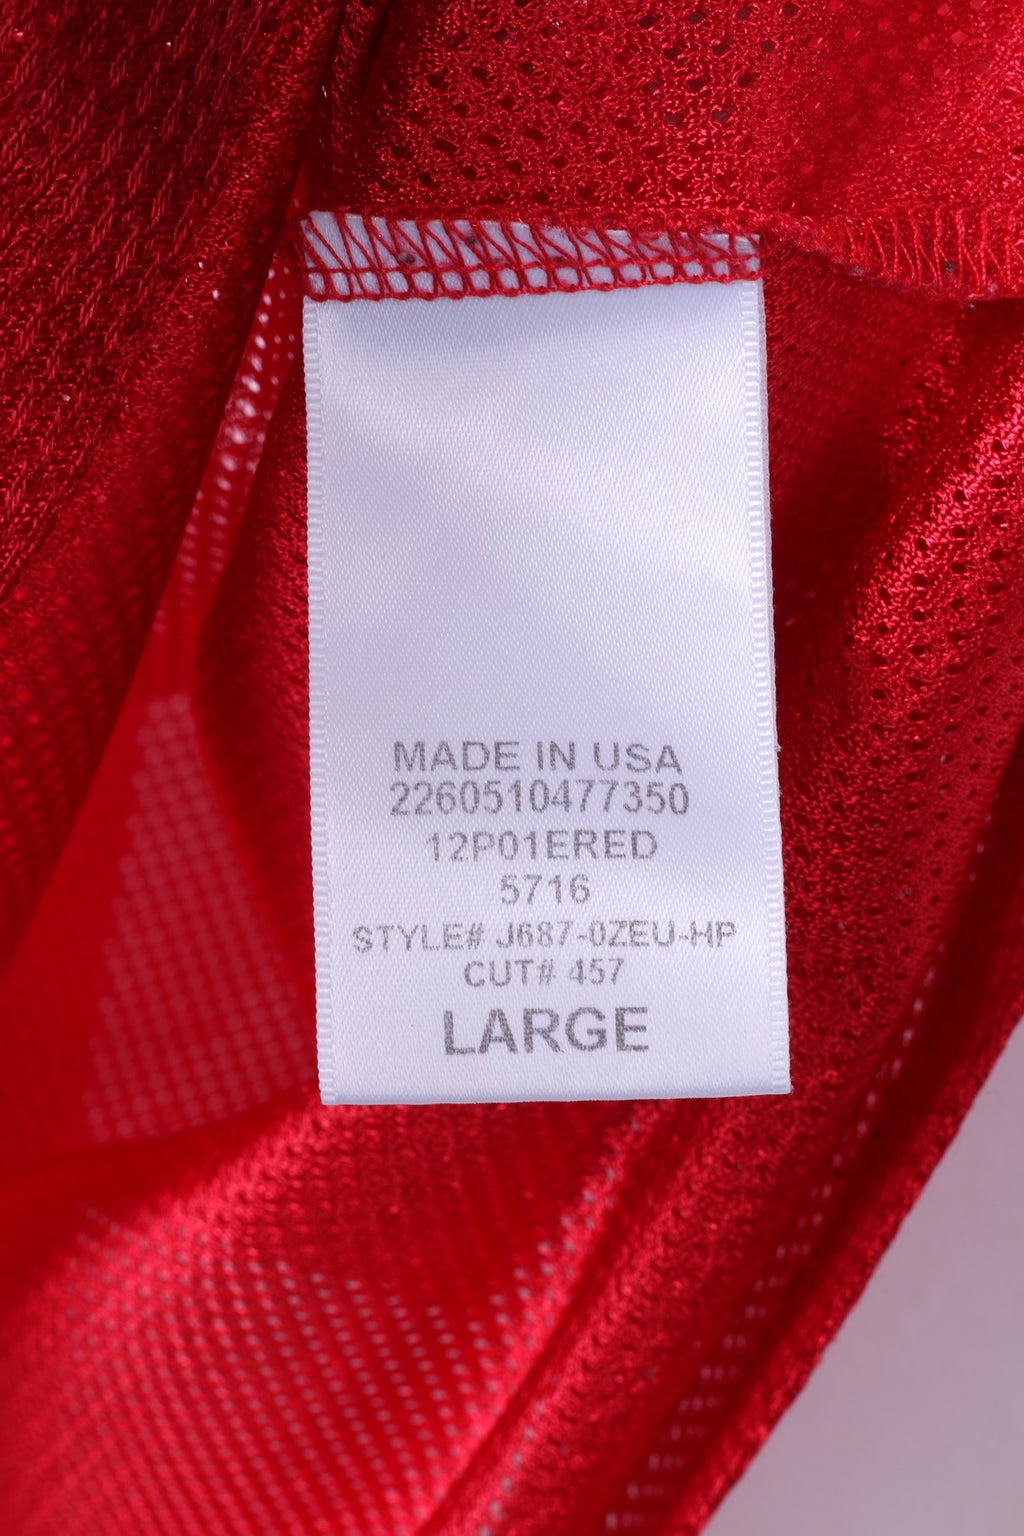 MADE IN USA
2260510477350
12P01ERED
5716
STYLE# J687-0ZEU-HP
CUT# 457
LARGE